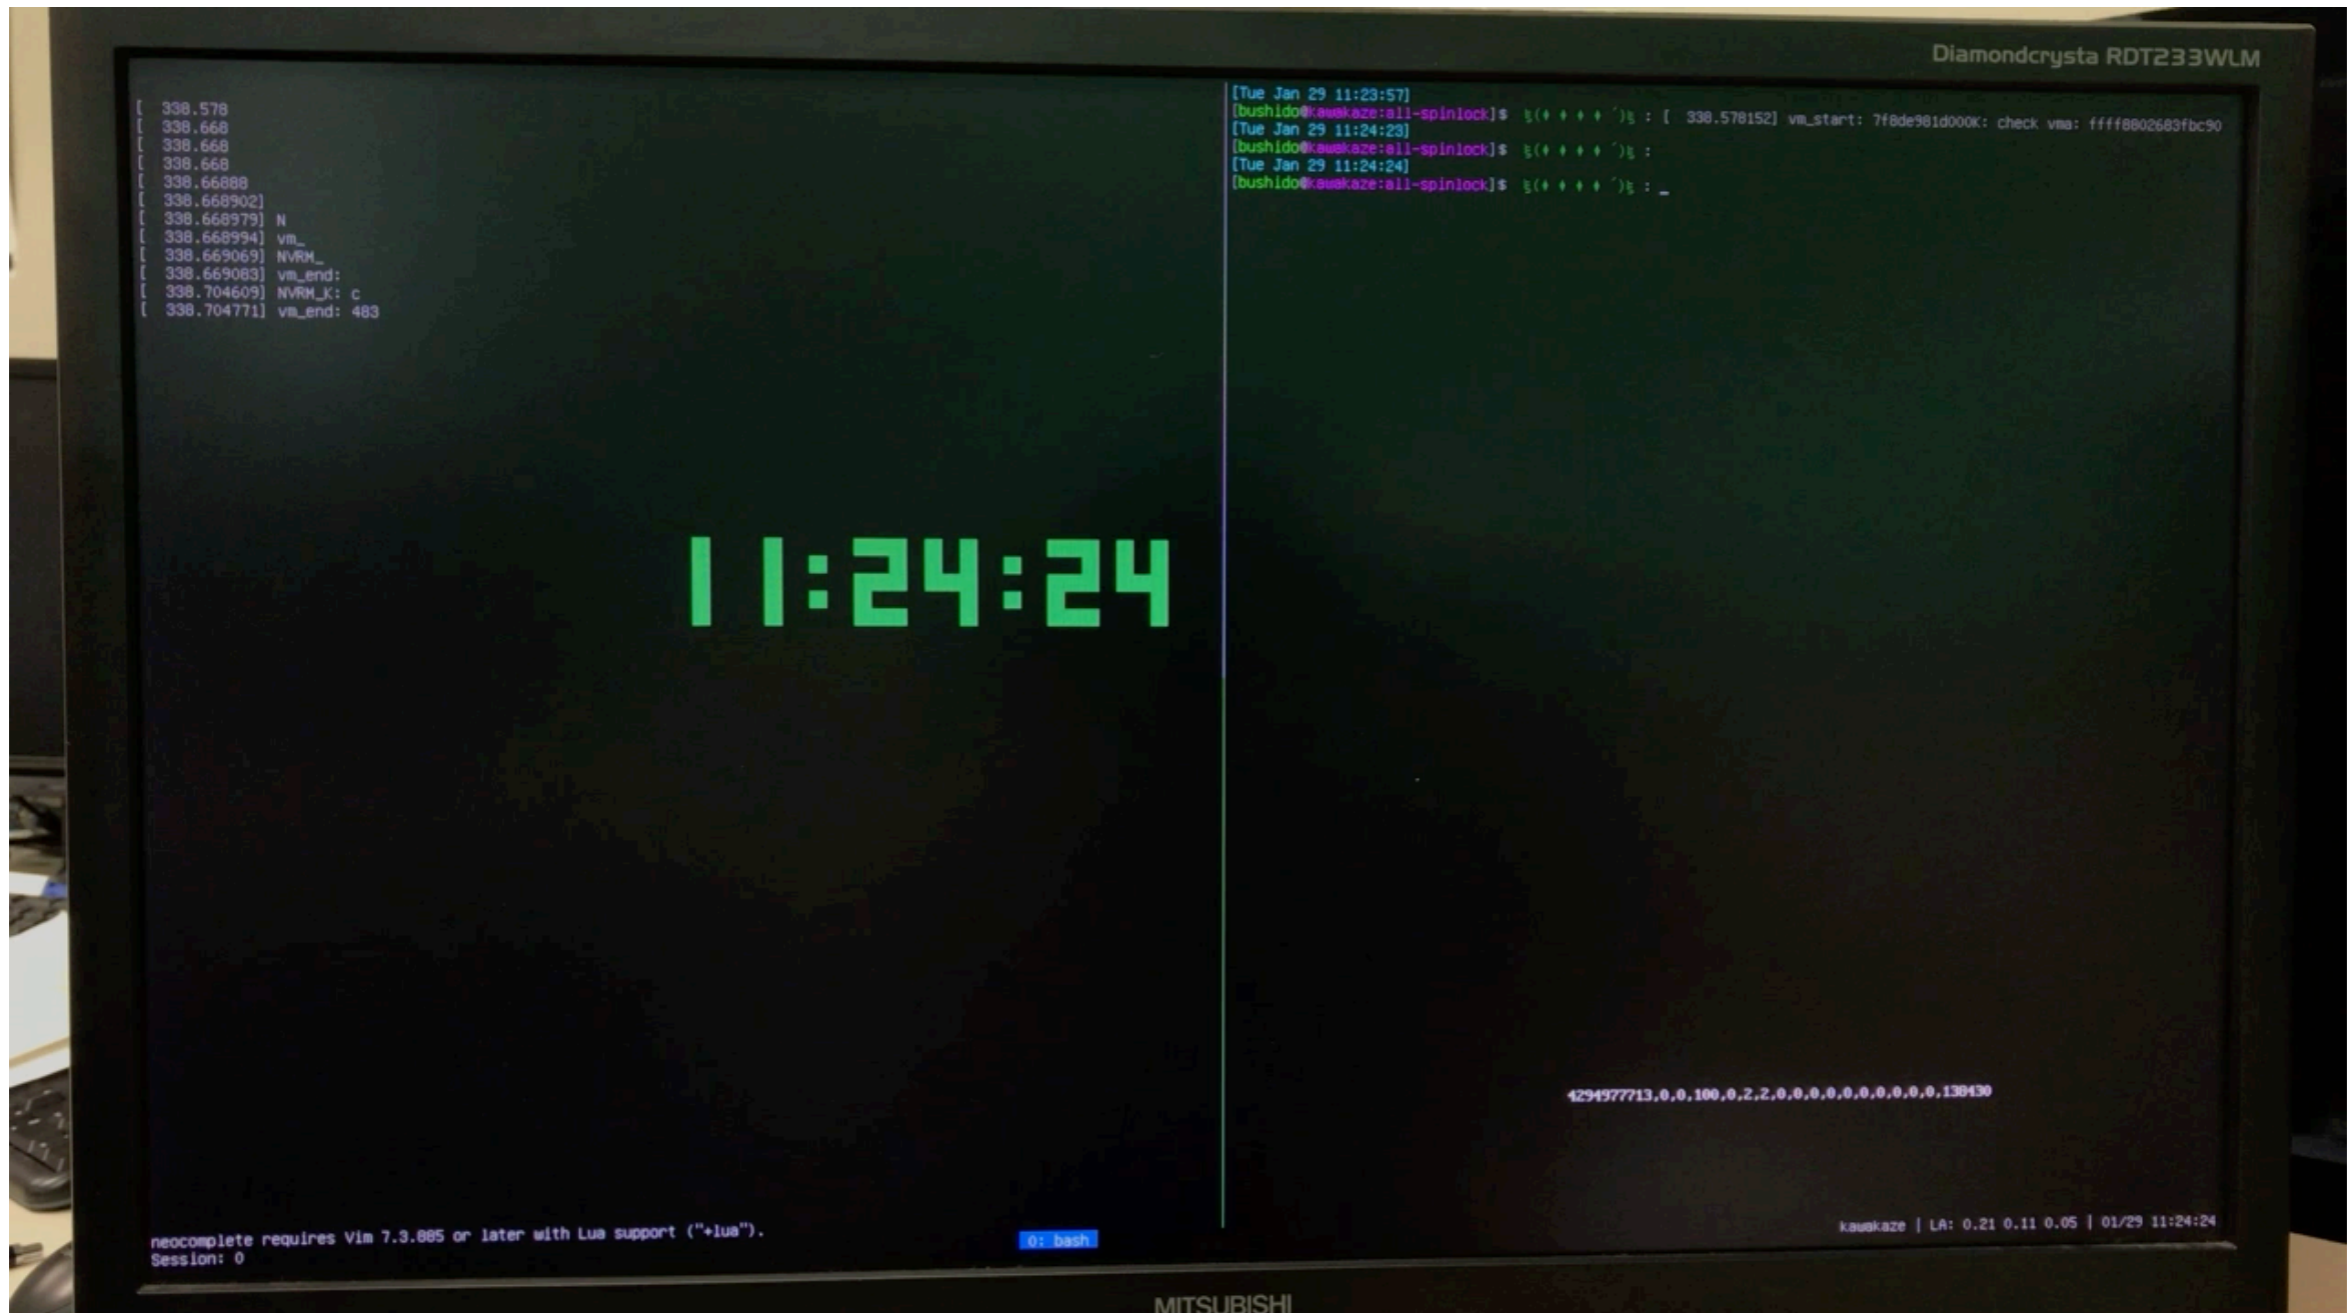 Diamondcrysta RDT233WLM
[ 338.578
[ 338.668
[ 338.668
[ 338.668
[ 338.66888
[ 338.668902]
[ 338.668979] N
[ 338.668994] vm_
[ 338.669069] NVRM_
[ 338.669083] vm_end:
[ 338.704609] NVRM_K: c
[ 338.704771] vm_end: 483
11:24:24
neocomplete requires Vim 7.3.885 or later with Lua support ("+lua").
Session: 0
0: bash
[Tue Jan 29 11:23:57]
[bushido@kawakaze:all-spinlock]$ ξ(♦ ♦ ♦ ♦ ´)ξ : [ 338.578152] vm_start: 7f8de981d000K: check vma: ffff8802683fbc90
[Tue Jan 29 11:24:23]
[bushido@kawakaze:all-spinlock]$ ξ(♦ ♦ ♦ ♦ ´)ξ :
[Tue Jan 29 11:24:24]
[bushido@kawakaze:all-spinlock]$ ξ(♦ ♦ ♦ ♦ ´)ξ : _
4294977713,0,0,100,0,2,2,0,0,0,0,0,0,0,0,0,0,138430
kawakaze | LA: 0.21 0.11 0.05 | 01/29 11:24:24
MITSUBISHI